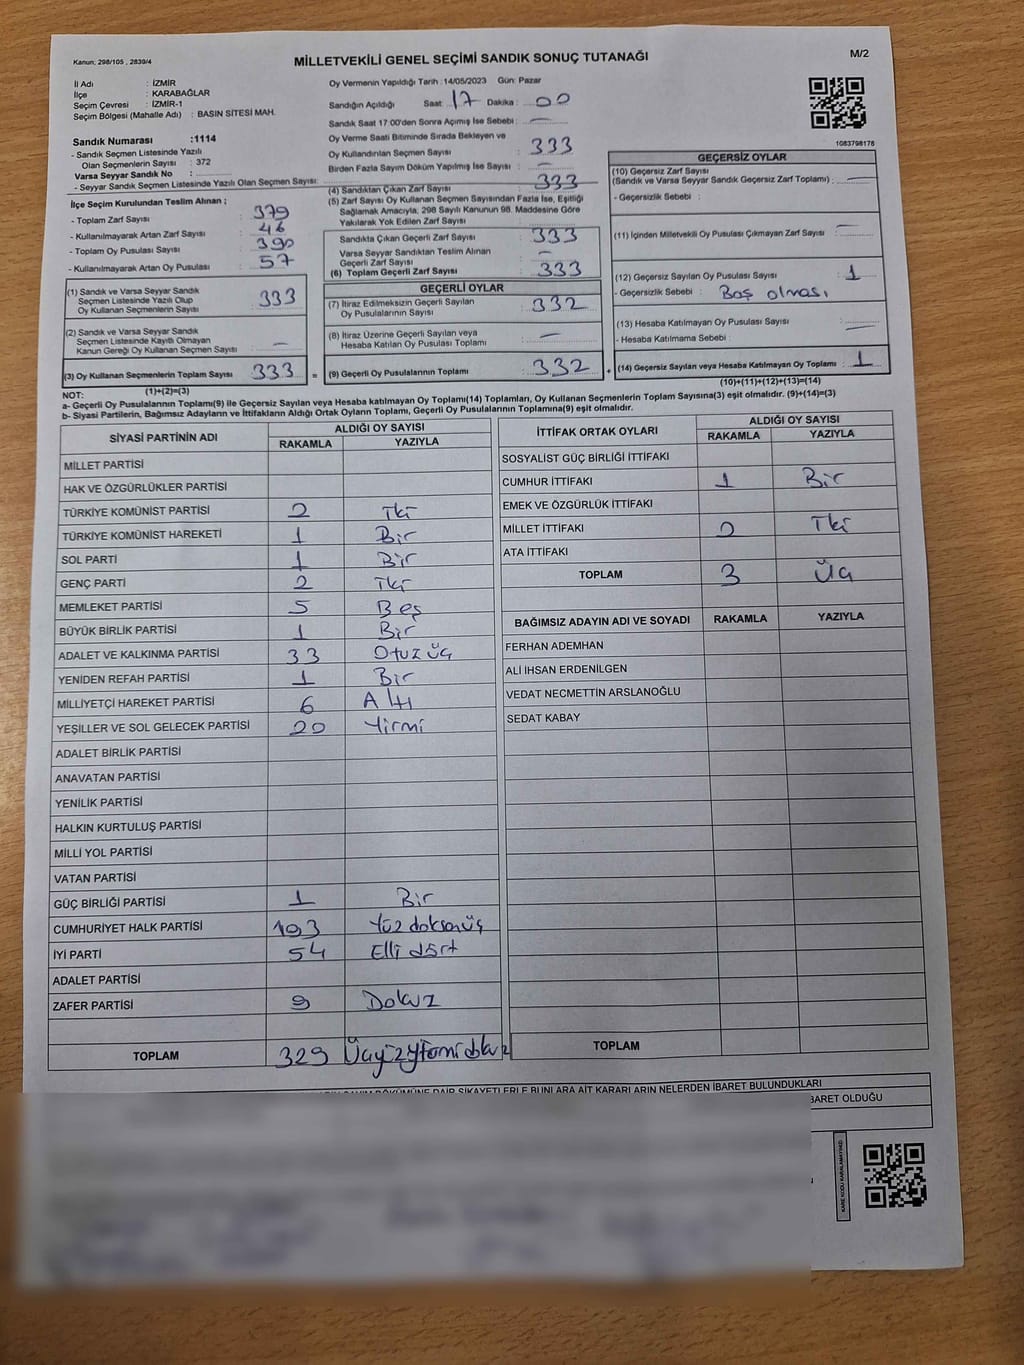 Kanun; 298/105 , 2839/4
MİLLETVEKİLİ GENEL SEÇİMİ SANDIK SONUÇ TUTANAĞI
M/2
İl Adı : İZMİR
İlçe : KARABAĞLAR
Seçim Çevresi : İZMİR-1
Seçim Bölgesi (Mahalle Adı) : BASIN SİTESİ MAH.
Sandık Numarası :1114
- Sandık Seçmen Listesinde Yazılı
Olan Seçmenlerin Sayısı : 372
Varsa Seyyar Sandık No :
- Seyyar Sandık Seçmen Listesinde Yazılı Olan Seçmen Sayısı:
İlçe Seçim Kurulundan Teslim Alınan ;
- Toplam Zarf Sayısı : 379
- Kullanılmayarak Artan Zarf Sayısı : 46
- Toplam Oy Pusulası Sayısı : 390
- Kullanılmayarak Artan Oy Pusulası : 57
(1) Sandık ve Varsa Seyyar Sandık
Seçmen Listesinde Yazılı Olup
Oy Kullanan Seçmenlerin Sayısı : 333
(2) Sandık ve Varsa Seyyar Sandık
Seçmen Listesinde Kayıtlı Olmayan
Kanun Gereği Oy Kullanan Seçmen Sayısı : —
(3) Oy Kullanan Seçmenlerin Toplam Sayısı : 333 =
(1)+(2)=(3)
Oy Vermenin Yapıldığı Tarih :14/05/2023 Gün: Pazar
Sandığın Açıldığı Saat: 17 Dakika : 00
Sandık Saat 17:00'den Sonra Açımış İse Sebebi : —
Oy Verme Saati Bitiminde Sırada Bekleyen ve
Oy Kullandırılan Seçmen Sayısı : 333
Birden Fazla Sayım Döküm Yapılmış İse Sayısı : —
(4) Sandıktan Çıkan Zarf Sayısı : 333
(5) Zarf Sayısı Oy Kullanan Seçmen Sayısından Fazla İse, Eşitliği
Sağlamak Amacıyla, 298 Sayılı Kanunun 98. Maddesine Göre
Yakılarak Yok Edilen Zarf Sayısı :
Sandıkta Çıkan Geçerli Zarf Sayısı : 333
Varsa Seyyar Sandıktan Teslim Alınan
Geçerli Zarf Sayısı : —
(6) Toplam Geçerli Zarf Sayısı : 333
GEÇERLİ OYLAR
(7) İtiraz Edilmeksizin Geçerli Sayılan
Oy Pusulalarının Sayısı : 332
(8) İtiraz Üzerine Geçerli Sayılan veya
Hesaba Katılan Oy Pusulası Toplamı : —
(9) Geçerli Oy Pusulalarının Toplamı : 332 +
1083798178
GEÇERSİZ OYLAR
(10) Geçersiz Zarf Sayısı
(Sandık ve Varsa Seyyar Sandık Geçersiz Zarf Toplamı) : —
- Geçersizlik Sebebi :
(11) İçinden Milletvekili Oy Pusulası Çıkmayan Zarf Sayısı : —
(12) Geçersiz Sayılan Oy Pusulası Sayısı : 1
- Geçersizlik Sebebi : Boş olması
(13) Hesaba Katılmayan Oy Pusulası Sayısı : —
- Hesaba Katılmama Sebebi :
(14) Geçersiz Sayılan veya Hesaba Katılmayan Oy Toplamı : 1
(10)+(11)+(12)+(13)=(14)
NOT:
a- Geçerli Oy Pusulalarının Toplamı(9) ile Geçersiz Sayılan veya Hesaba katılmayan Oy Toplamı(14) Toplamları, Oy Kullanan Seçmenlerin Toplam Sayısına(3) eşit olmalıdır. (9)+(14)=(3)
b- Siyasi Partilerin, Bağımsız Adayların ve İttifakların Aldığı Ortak Oyların Toplamı, Geçerli Oy Pusulalarının Toplamına(9) eşit olmalıdır.
SİYASİ PARTİNİN ADI ALDIĞI OY SAYISI
RAKAMLA YAZIYLA
MİLLET PARTİSİ
HAK VE ÖZGÜRLÜKLER PARTİSİ
TÜRKİYE KOMÜNİST PARTİSİ 2 İki
TÜRKİYE KOMÜNİST HAREKETİ 1 Bir
SOL PARTİ 1 Bir
GENÇ PARTİ 2 İki
MEMLEKET PARTİSİ 5 Beş
BÜYÜK BİRLİK PARTİSİ 1 Bir
ADALET VE KALKINMA PARTİSİ 33 Otuz üç
YENİDEN REFAH PARTİSİ 1 Bir
MİLLİYETÇİ HAREKET PARTİSİ 6 Altı
YEŞİLLER VE SOL GELECEK PARTİSİ 20 Yirmi
ADALET BİRLİK PARTİSİ
ANAVATAN PARTİSİ
YENİLİK PARTİSİ
HALKIN KURTULUŞ PARTİSİ
MİLLİ YOL PARTİSİ
VATAN PARTİSİ
GÜÇ BİRLİĞİ PARTİSİ 1 Bir
CUMHURİYET HALK PARTİSİ 193 Yüz doksanüç
İYİ PARTİ 54 Elli dört
ADALET PARTİSİ
ZAFER PARTİSİ 9 Dokuz
TOPLAM 329 Üçyüzyirmi dokuz
İTTİFAK ORTAK OYLARI ALDIĞI OY SAYISI
RAKAMLA YAZIYLA
SOSYALİST GÜÇ BİRLİĞİ İTTİFAKI
CUMHUR İTTİFAKI 1 Bir
EMEK VE ÖZGÜRLÜK İTTİFAKI
MİLLET İTTİFAKI 2 İki
ATA İTTİFAKI
TOPLAM 3 Üç
BAĞIMSIZ ADAYIN ADI VE SOYADI RAKAMLA YAZIYLA
FERHAN ADEMHAN
ALİ İHSAN ERDENİLGEN
VEDAT NECMETTİN ARSLANOĞLU
SEDAT KABAY
TOPLAM
DÖKÜMÜNE DAİR ŞİKAYETLERLE BUNLARA AİT KARARLARIN NELERDEN İBARET BULUNDUKLARI
BARET OLDUĞU
KARE KODU KARALAMAYINIZ!